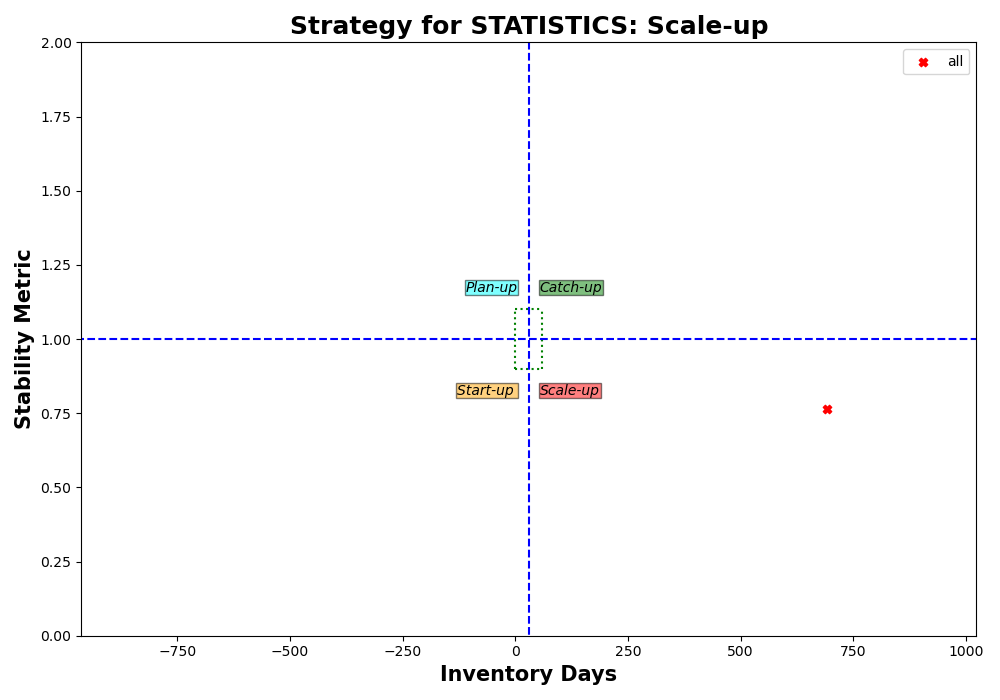 Strategy for STATISTICS: Scale-up
all
2.00
1.75
1.50
1.25
1.00
0.75
0.50
0.25
0.00
Stability Metric
Plan-up
Catch-up
Start-up
Scale-up
−750
−500
−250
0
250
500
750
1000
Inventory Days